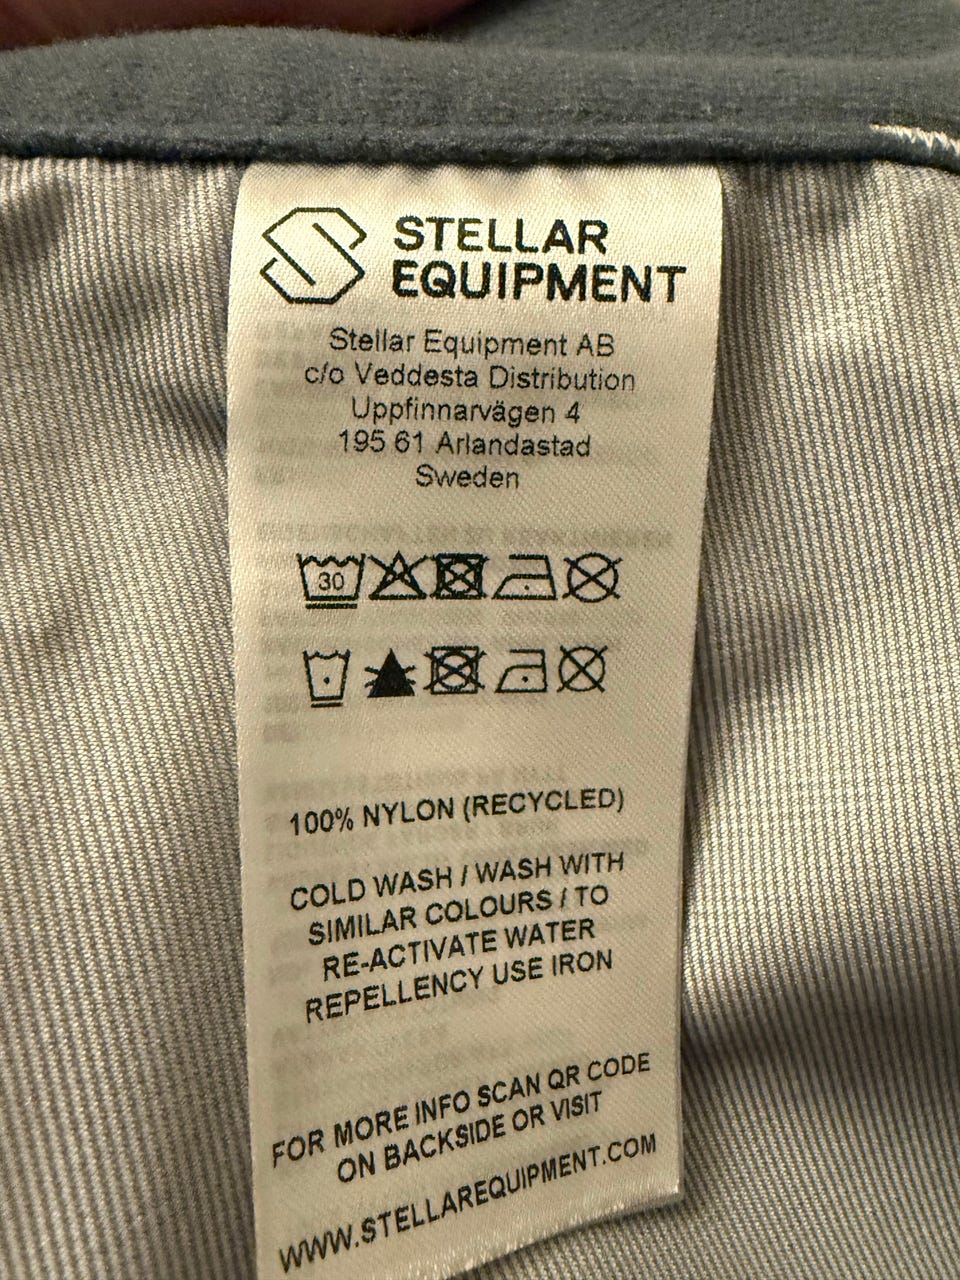 STELLAR
EQUIPMENT
Stellar Equipment AB
c/o Veddesta Distribution
Uppfinnarvägen 4
195 61 Arlandastad
Sweden
30
100% NYLON (RECYCLED)
COLD WASH / WASH WITH
SIMILAR COLOURS / TO
RE-ACTIVATE WATER
REPELLENCY USE IRON
FOR MORE INFO SCAN QR CODE
ON BACKSIDE OR VISIT
WWW.STELLAREQUIPMENT.COM